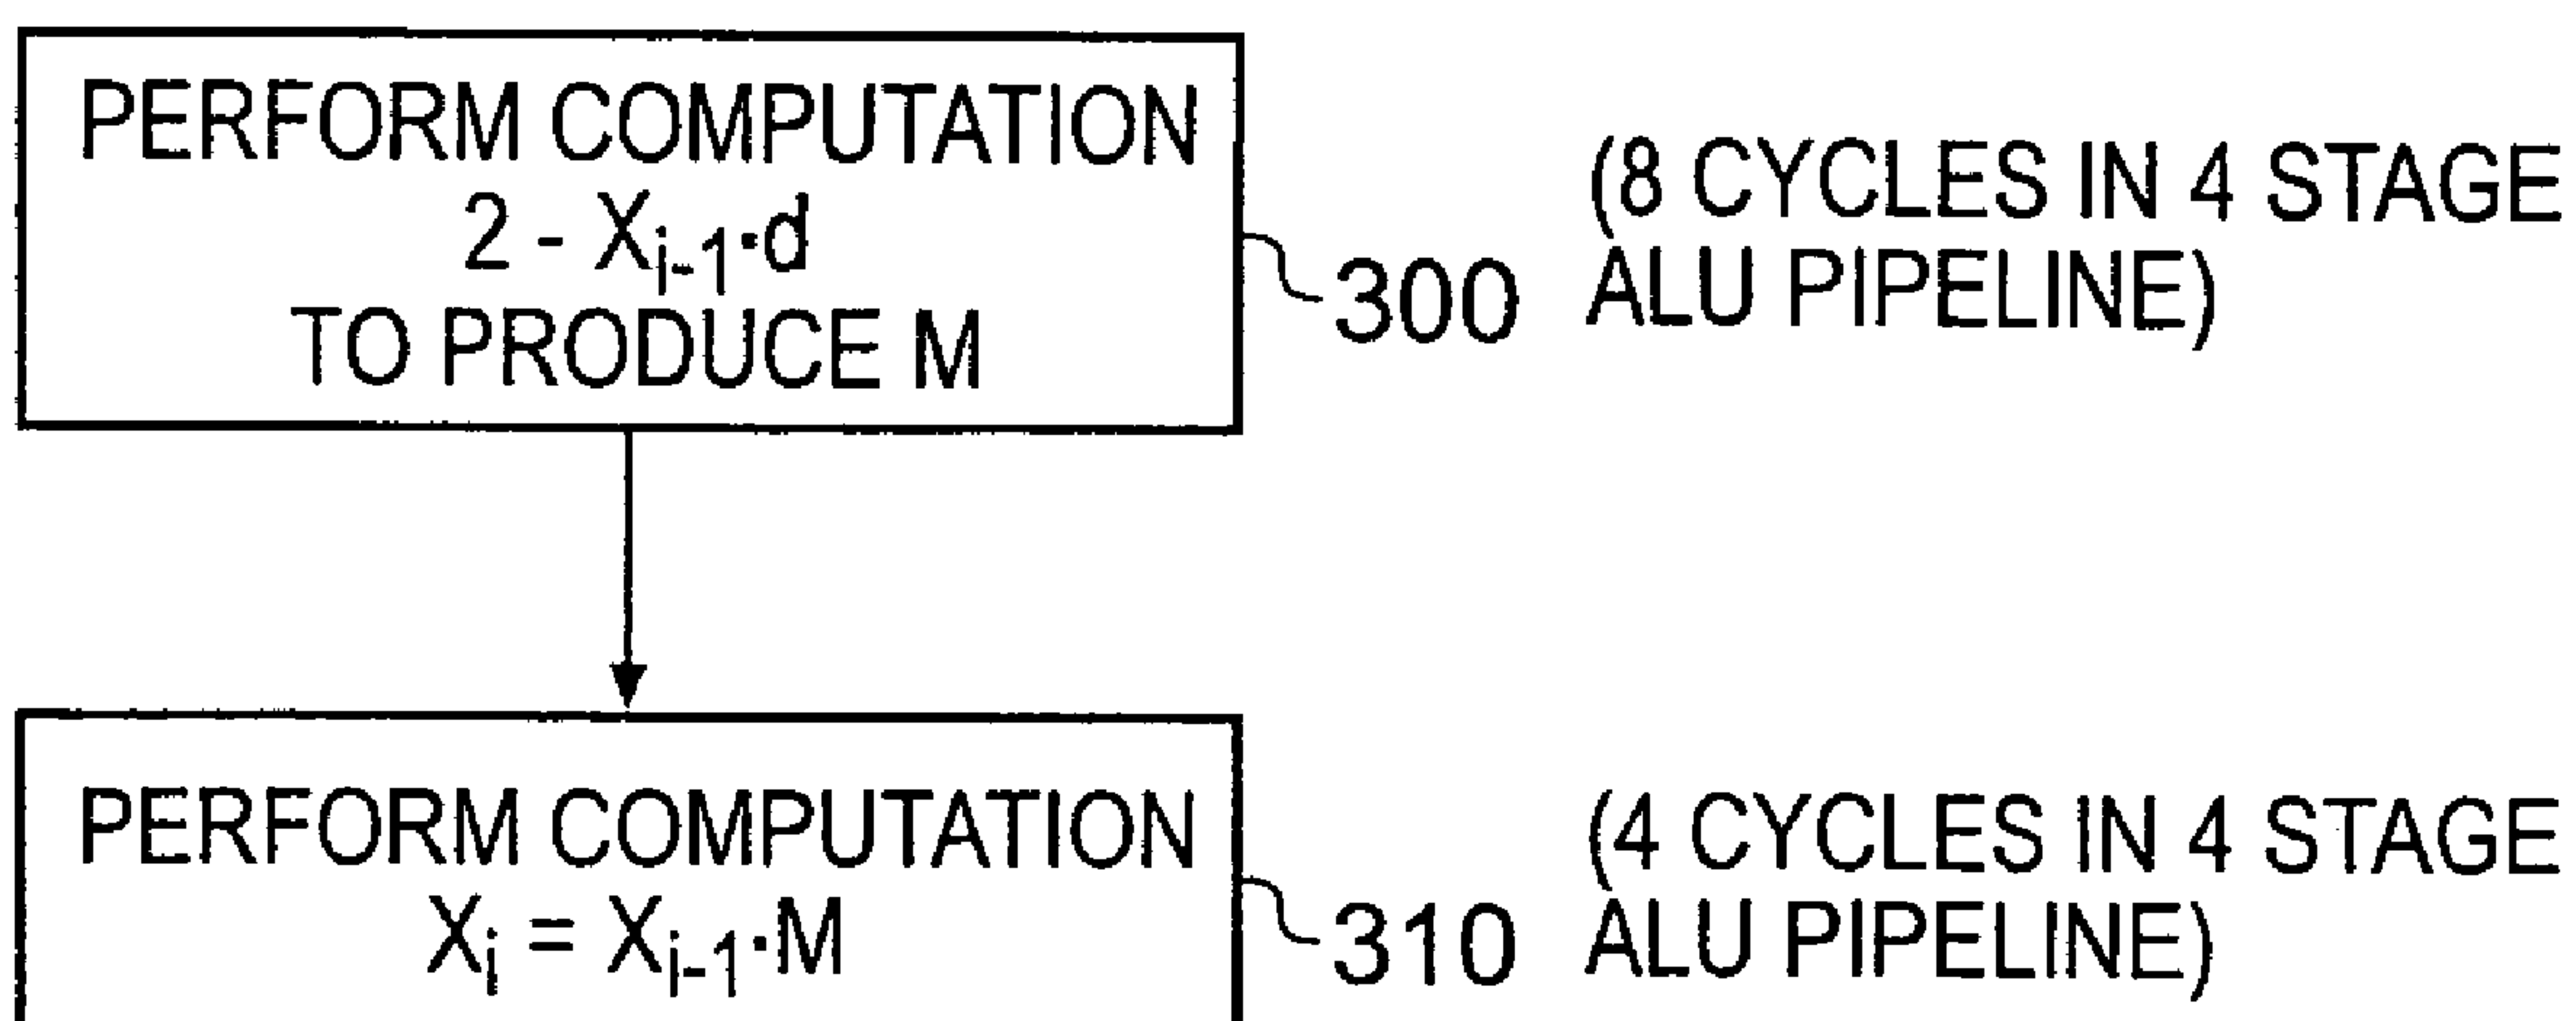 PERFORM COMPUTATION
2 - Xi-1·d
TO PRODUCE M
300
(8 CYCLES IN 4 STAGE
ALU PIPELINE)
PERFORM COMPUTATION
Xi = Xi-1·M
310
(4 CYCLES IN 4 STAGE
ALU PIPELINE)